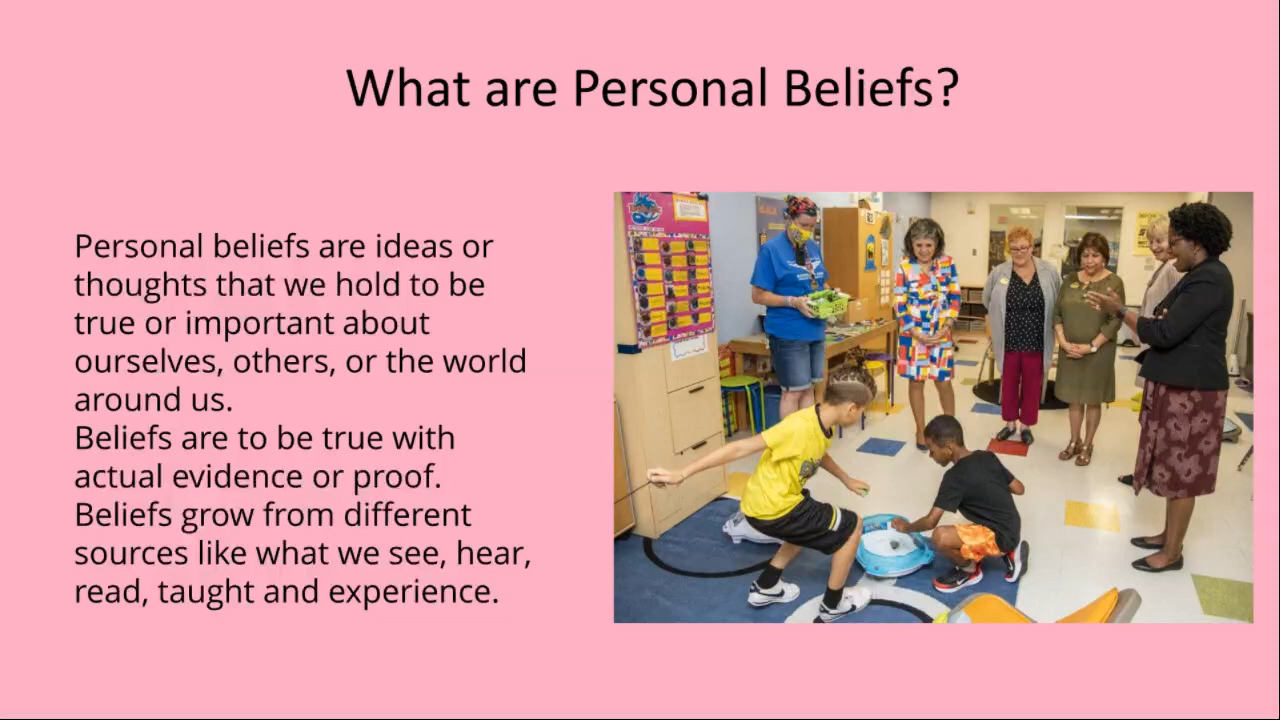 What are Personal Beliefs?
Personal beliefs are ideas or
thoughts that we hold to be
true or important about
ourselves, others, or the world
around us.
Beliefs are to be true with
actual evidence or proof.
Beliefs grow from different
sources like what we see, hear,
read, taught and experience.